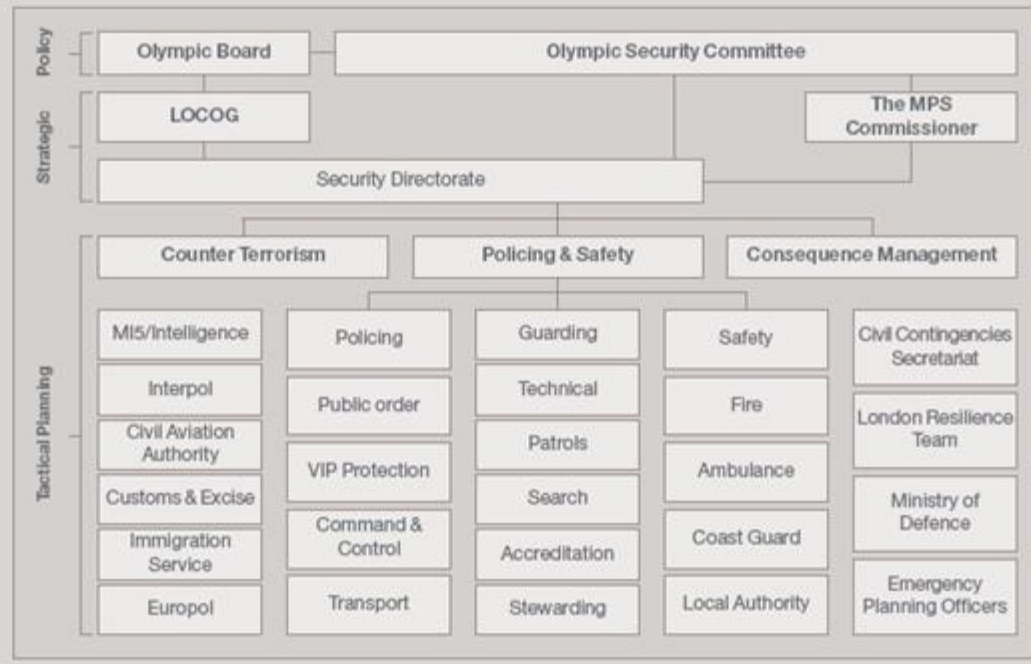 Policy
Olympic Board
Olympic Security Committee
Strategic
LOCOG
The MPS
Commissioner
Security Directorate
Tactical Planning
Counter Terrorism
Policing & Safety
Consequence Management
MI5/Intelligence
Interpol
Civil Aviation
Authority
Customs & Excise
Immigration
Service
Europol
Policing
Public order
VIP Protection
Command &
Control
Transport
Guarding
Technical
Patrols
Search
Accreditation
Stewarding
Safety
Fire
Ambulance
Coast Guard
Local Authority
Civil Contingencies
Secretariat
London Resilience
Team
Ministry of
Defence
Emergency
Planning Officers